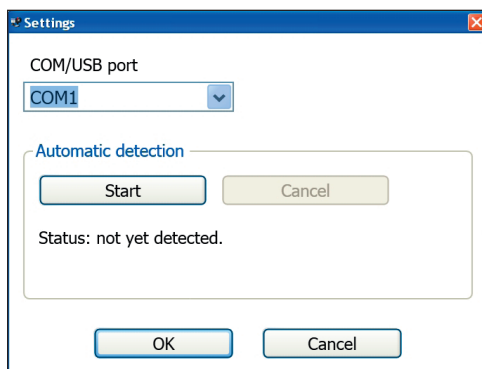 Settings
COM/USB port
COM1
Automatic detection
Start Cancel
Status: not yet detected.
OK Cancel